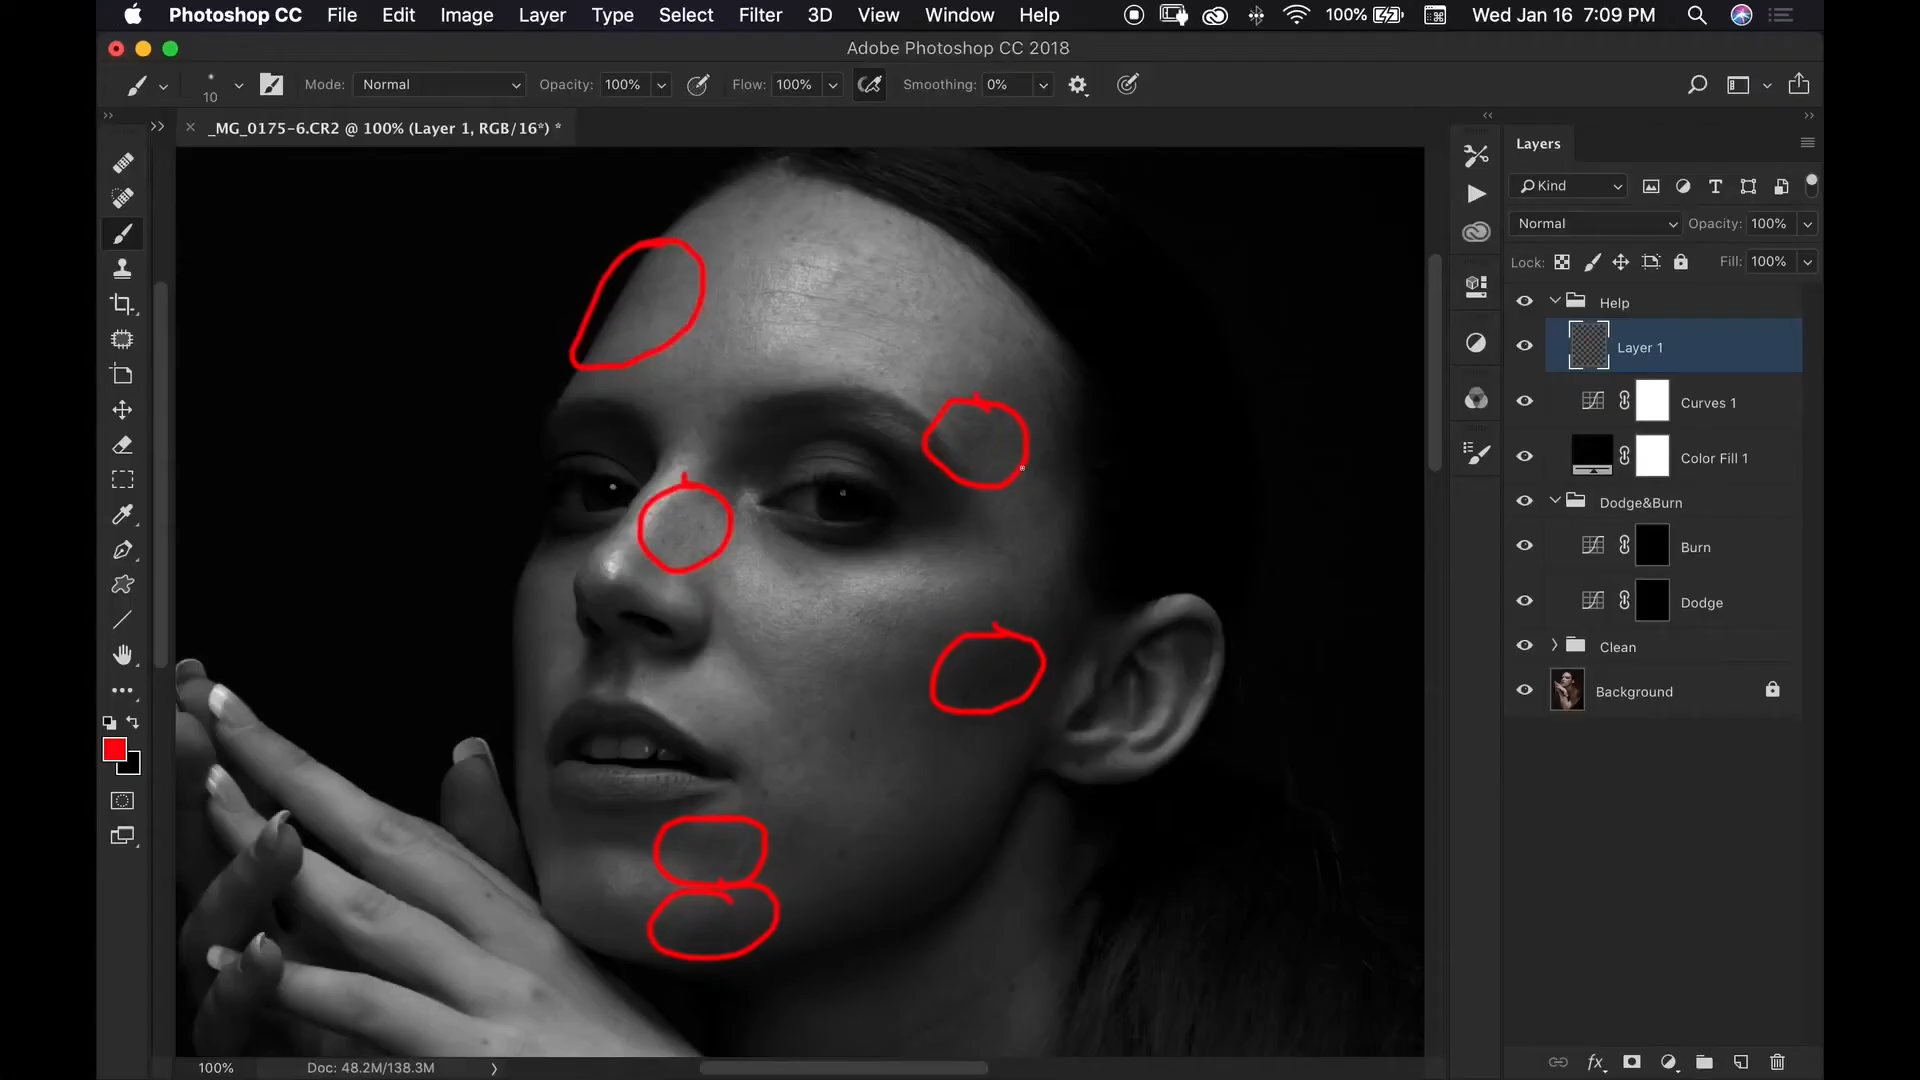 Photoshop CC File Edit Image Layer Type Select Filter 3D View Window Help 100% Wed Jan 16 7:09 PM
Adobe Photoshop CC 2018
10 Mode: Normal Opacity: 100% Flow: 100% Smoothing: 0%
_MG_0175-6.CR2 @ 100% (Layer 1, RGB/16*) *
Layers
Kind
Normal Opacity: 100%
Lock: Fill: 100%
Help
Layer 1
Curves 1
Color Fill 1
Dodge&Burn
Burn
Dodge
Clean
Background
100% Doc: 48.2M/138.3M